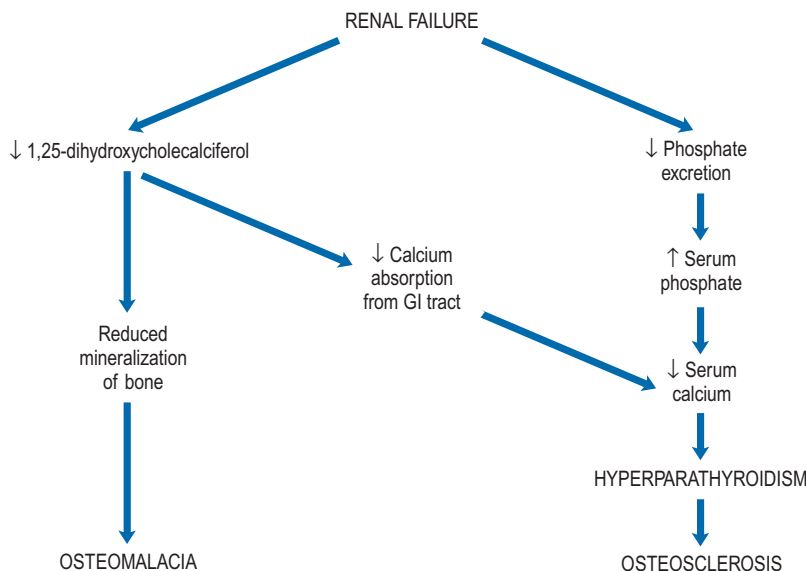 RENAL FAILURE
↓ 1,25-dihydroxycholecalciferol
↓ Phosphate
excretion
↓ Calcium
absorption
from GI tract
↑ Serum
phosphate
Reduced
mineralization
of bone
↓ Serum
calcium
HYPERPARATHYROIDISM
OSTEOMALACIA
OSTEOSCLEROSIS